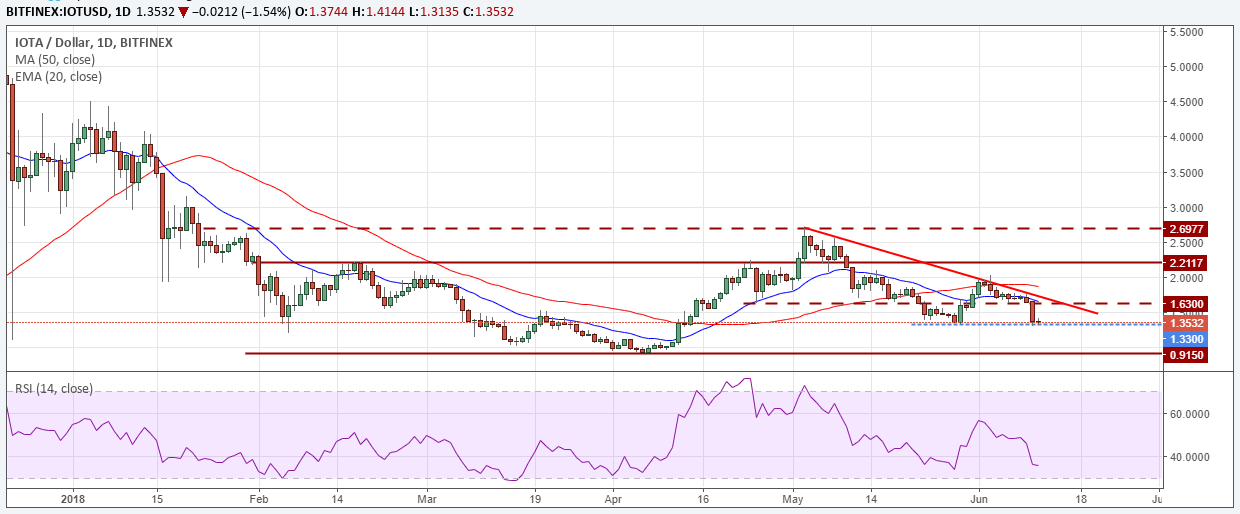 BITFINEX:IOTUSD, 1D 1.3532 ▼ −0.0212 (−1.54%) O:1.3744 H:1.4144 L:1.3135 C:1.3532
IOTA / Dollar, 1D, BITFINEX
MA (50, close)
EMA (20, close)
5.5000
5.0000
4.5000
4.0000
3.5000
3.0000
2.6977
2.5000
2.2117
2.0000
1.6300
1.3532
1.3300
0.9150
RSI (14, close)
60.0000
40.0000
2018 15 Feb 14 Mar 19 Apr 16 May 14 Jun 18